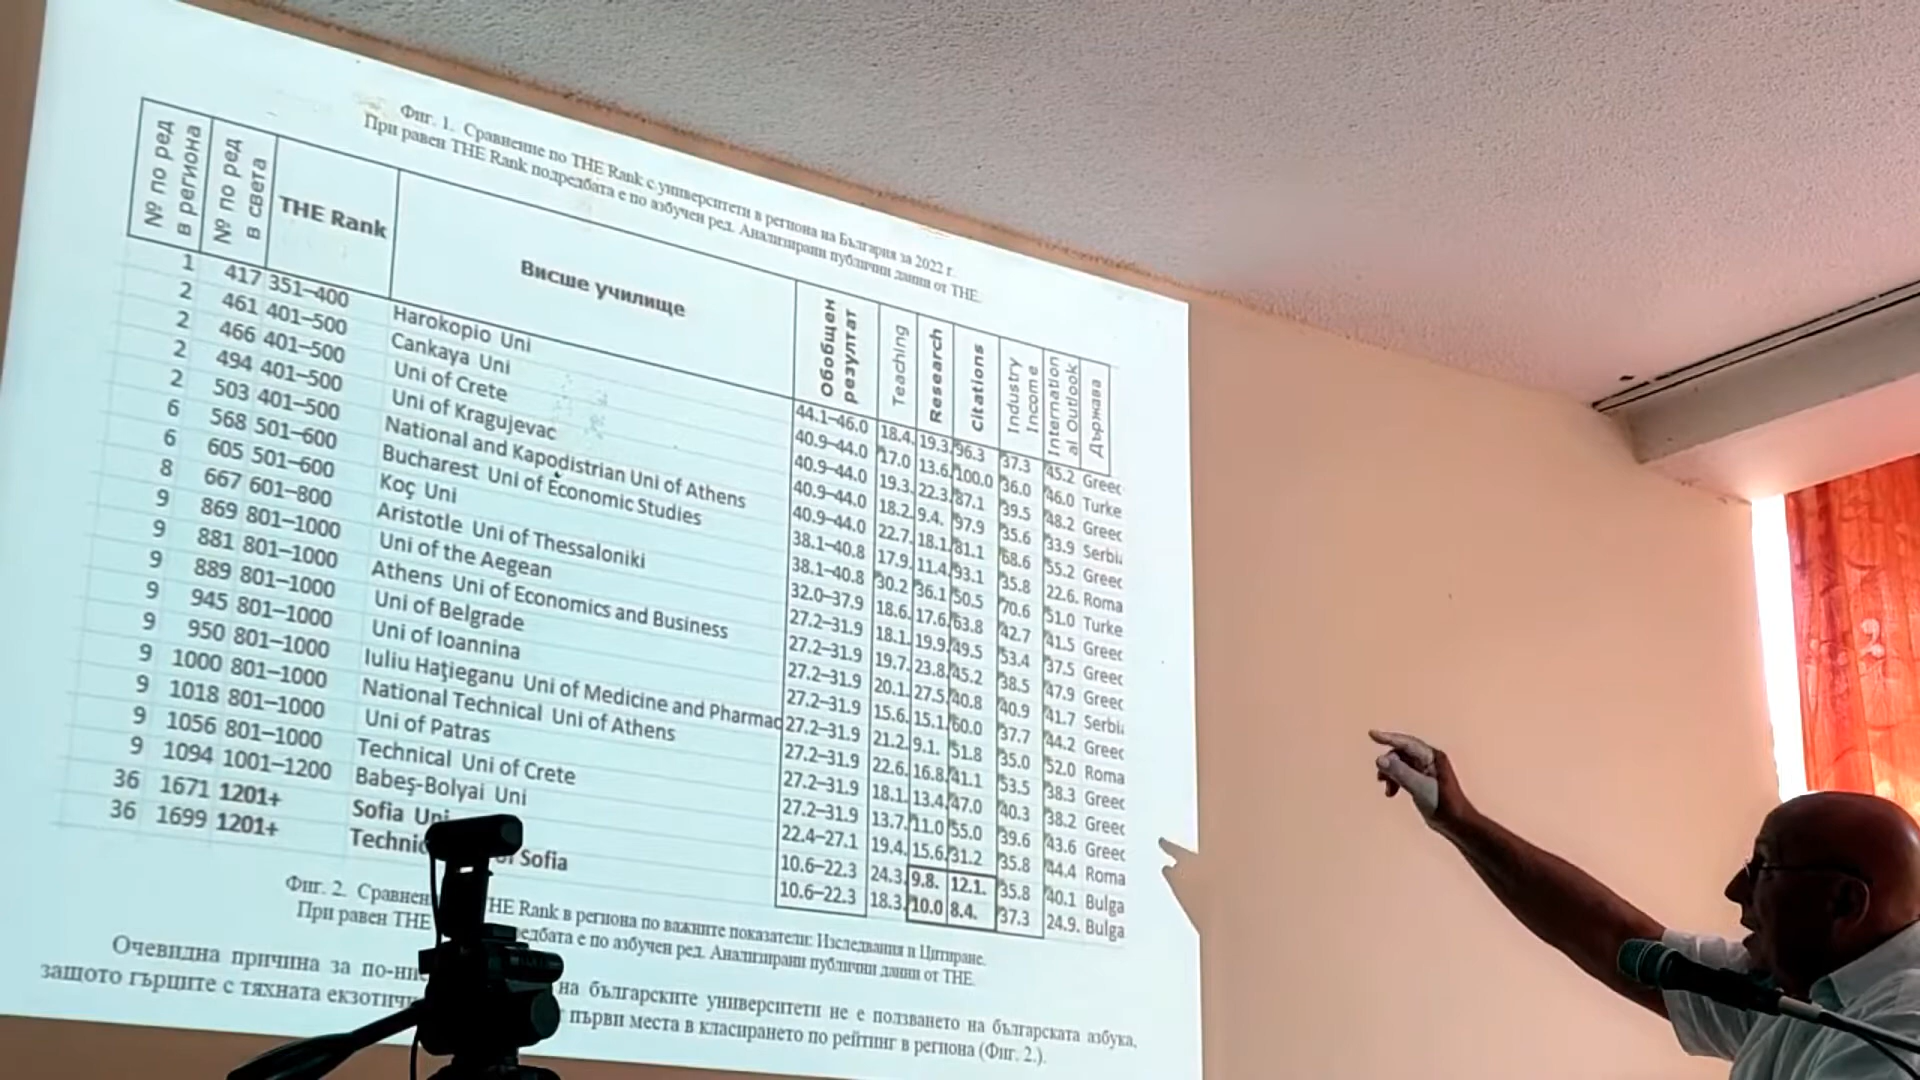 Фиг. 1. Сравнение по THE Rank с университети в региона на България за 2022 г.
При равен THE Rank подредбата е по азбучен ред. Анализирани публични данни от THE.
№ по ред в региона № по ред в света THE Rank Висше училище Обобщен резултат Teaching Research Citations Industry Income International Outlook Държава
1 417 351–400 Harokopio Uni 44.1–46.0 18.4. 19.3. 96.3 37.3 45.2 Greec
2 461 401–500 Cankaya Uni 40.9–44.0 17.0 13.6. 100.0 36.0 46.0 Turke
2 466 401–500 Uni of Crete 40.9–44.0 19.3. 22.3. 87.1 39.5 48.2 Greec
2 494 401–500 Uni of Kragujevac 40.9–44.0 18.2. 9.4. 97.9 35.6 33.9 Serbi
2 503 401–500 National and Kapodistrian Uni of Athens 40.9–44.0 22.7. 18.1. 81.1 68.6 55.2 Greec
6 568 501–600 Bucharest Uni of Economic Studies 38.1–40.8 17.9. 11.4. 93.1 35.8 22.6. Roma
6 605 501–600 Koç Uni 38.1–40.8 30.2 36.1 50.5 70.6 51.0 Turke
8 667 601–800 Aristotle Uni of Thessaloniki 32.0–37.9 18.6. 17.6. 63.8 42.7 41.5 Greec
9 869 801–1000 Uni of the Aegean 27.2–31.9 18.1. 19.9. 49.5 53.4 37.5 Greec
9 881 801–1000 Athens Uni of Economics and Business 27.2–31.9 19.7. 23.8. 45.2 38.5 47.9 Greec
9 889 801–1000 Uni of Belgrade 27.2–31.9 20.1. 27.5. 40.8 40.9 41.7 Serbi
9 945 801–1000 Uni of Ioannina 27.2–31.9 15.6. 15.1. 60.0 37.7 44.2 Greec
9 950 801–1000 Iuliu Haţieganu Uni of Medicine and Pharmac 27.2–31.9 21.2. 9.1. 51.8 35.0 52.0 Roma
9 1000 801–1000 National Technical Uni of Athens 27.2–31.9 22.6. 16.8. 41.1 53.5 38.3 Greec
9 1018 801–1000 Uni of Patras 27.2–31.9 18.1. 13.4. 47.0 40.3 38.2 Greec
9 1056 801–1000 Technical Uni of Crete 27.2–31.9 13.7. 11.0 55.0 39.6 43.6 Greec
9 1094 1001–1200 Babeş-Bolyai Uni 22.4–27.1 19.4. 15.6. 31.2 35.8 44.4 Roma
36 1671 1201+ Sofia Uni 10.6–22.3 24.3. 9.8. 12.1. 35.8 40.1 Bulga
36 1699 1201+ Technic of Sofia 10.6–22.3 18.3. 10.0 8.4. 37.3 24.9. Bulga
Фиг. 2. Сравнен THE Rank в региона по важните показатели: Изследвания и Цитиране.
При равен THE едбата е по азбучен ред. Анализирани публични данни от THE.
Очевидна причина за по-ни на българските университети не е ползването на българската азбука,
защото гърците с тяхната екзотичн първи места в класирането по рейтинг в региона (Фиг. 2.).